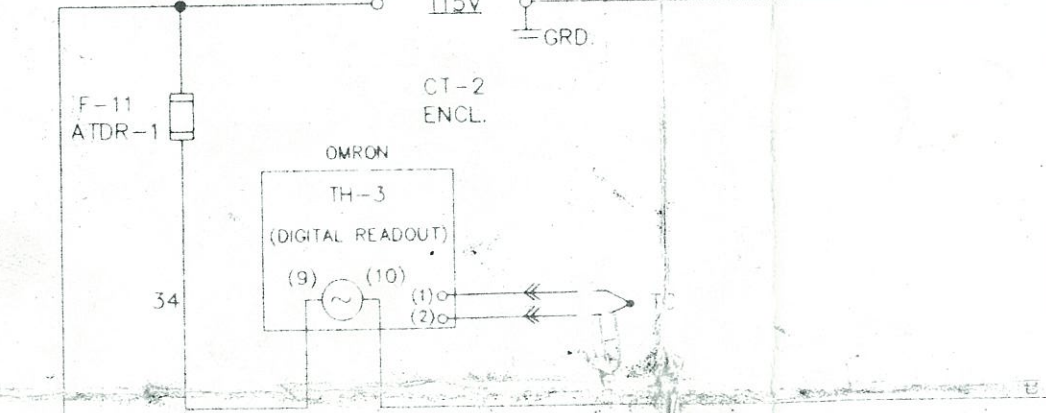 115V
GRD.
CT-2
ENCL.
F-11
ATDR-1
OMRON
TH-3
(DIGITAL READOUT)
(9) (10)
(1)
(2)
34
TC